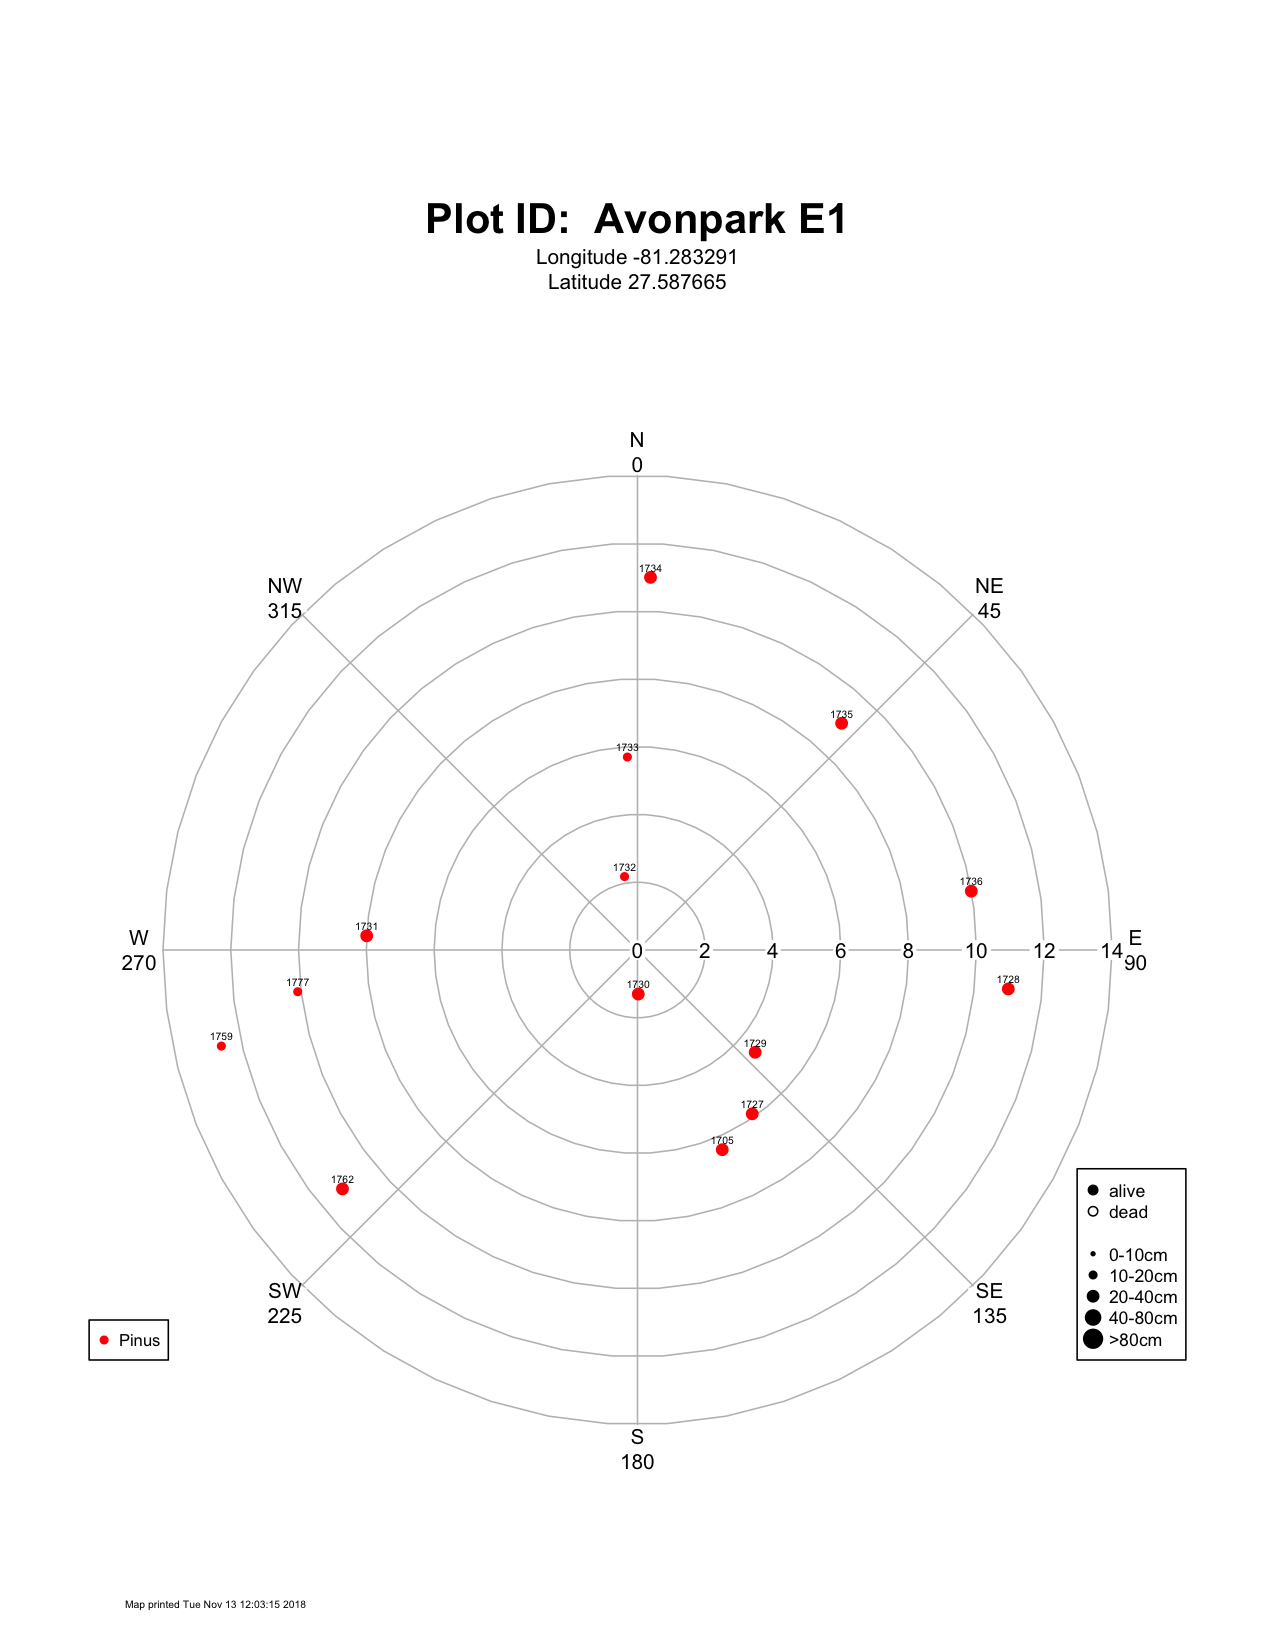 Plot ID:  Avonpark E1
Longitude -81.283291
Latitude 27.587665
N
0
1734
NW
315
NE
45
1735
1733
1732
1736
1731
W
270
0 2 4 6 8 10 12 14
E
90
1777
1730
1728
1759
1729
1727
1705
1762
alive
dead
0-10cm
10-20cm
20-40cm
40-80cm
>80cm
SW
225
SE
135
Pinus
S
180
Map printed Tue Nov 13 12:03:15 2018